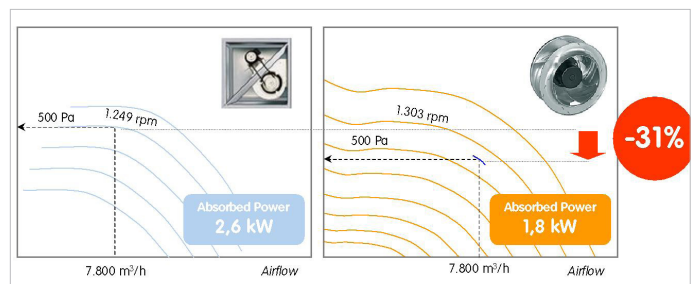 500 Pa
1.249 rpm
Absorbed Power
2,6 kW
7.800 m³/h
Airflow
1.303 rpm
500 Pa
-31%
Absorbed Power
1,8 kW
7.800 m³/h
Airflow